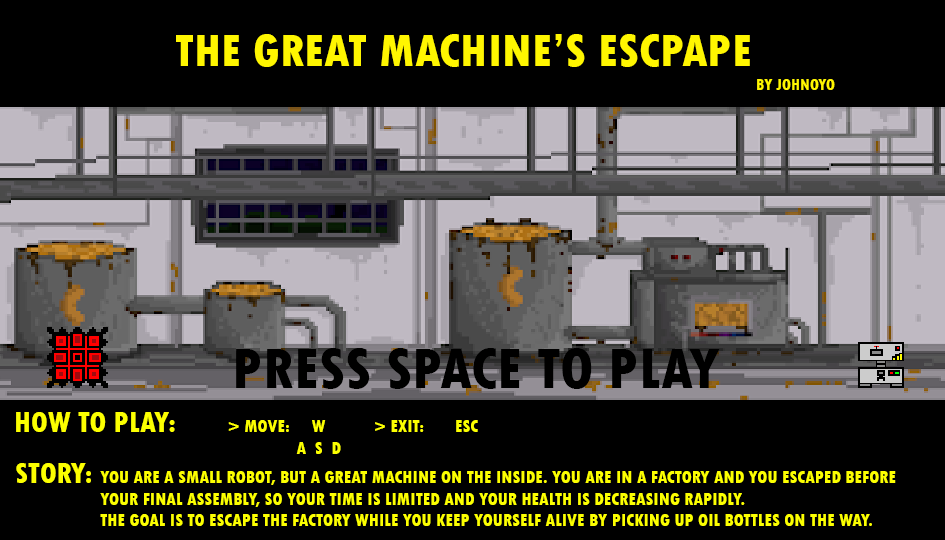 THE GREAT MACHINE'S ESCPAPE
BY JOHNOYO
PRESS SPACE TO PLAY
HOW TO PLAY: > MOVE: W > EXIT: ESC
A S D
STORY: YOU ARE A SMALL ROBOT, BUT A GREAT MACHINE ON THE INSIDE. YOU ARE IN A FACTORY AND YOU ESCAPED BEFORE
YOUR FINAL ASSEMBLY, SO YOUR TIME IS LIMITED AND YOUR HEALTH IS DECREASING RAPIDLY.
THE GOAL IS TO ESCAPE THE FACTORY WHILE YOU KEEP YOURSELF ALIVE BY PICKING UP OIL BOTTLES ON THE WAY.